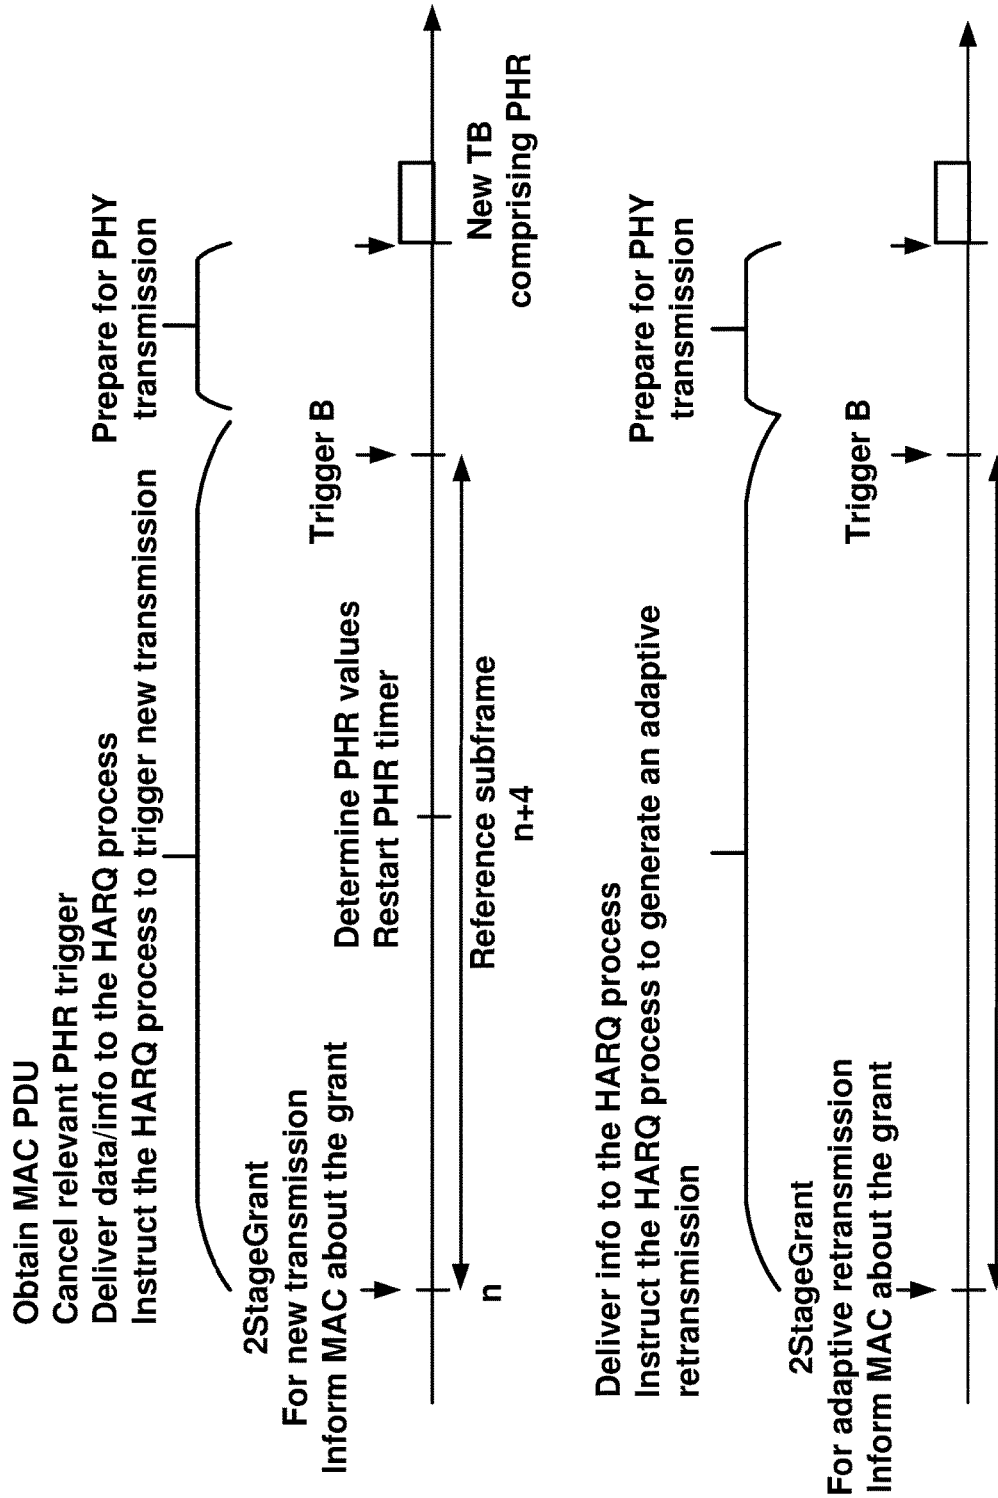 Obtain MAC PDU
Cancel relevant PHR trigger
Deliver data/info to the HARQ process
Instruct the HARQ process to trigger new transmission
Prepare for PHY
transmission
2StageGrant
For new transmission
Inform MAC about the grant
Determine PHR values
Restart PHR timer
Trigger B
n
Reference subframe
n+4
New TB
comprising PHR
Deliver info to the HARQ process
Instruct the HARQ process to generate an adaptive
retransmission
Prepare for PHY
transmission
2StageGrant
For adaptive retransmission
Inform MAC about the grant
Trigger B